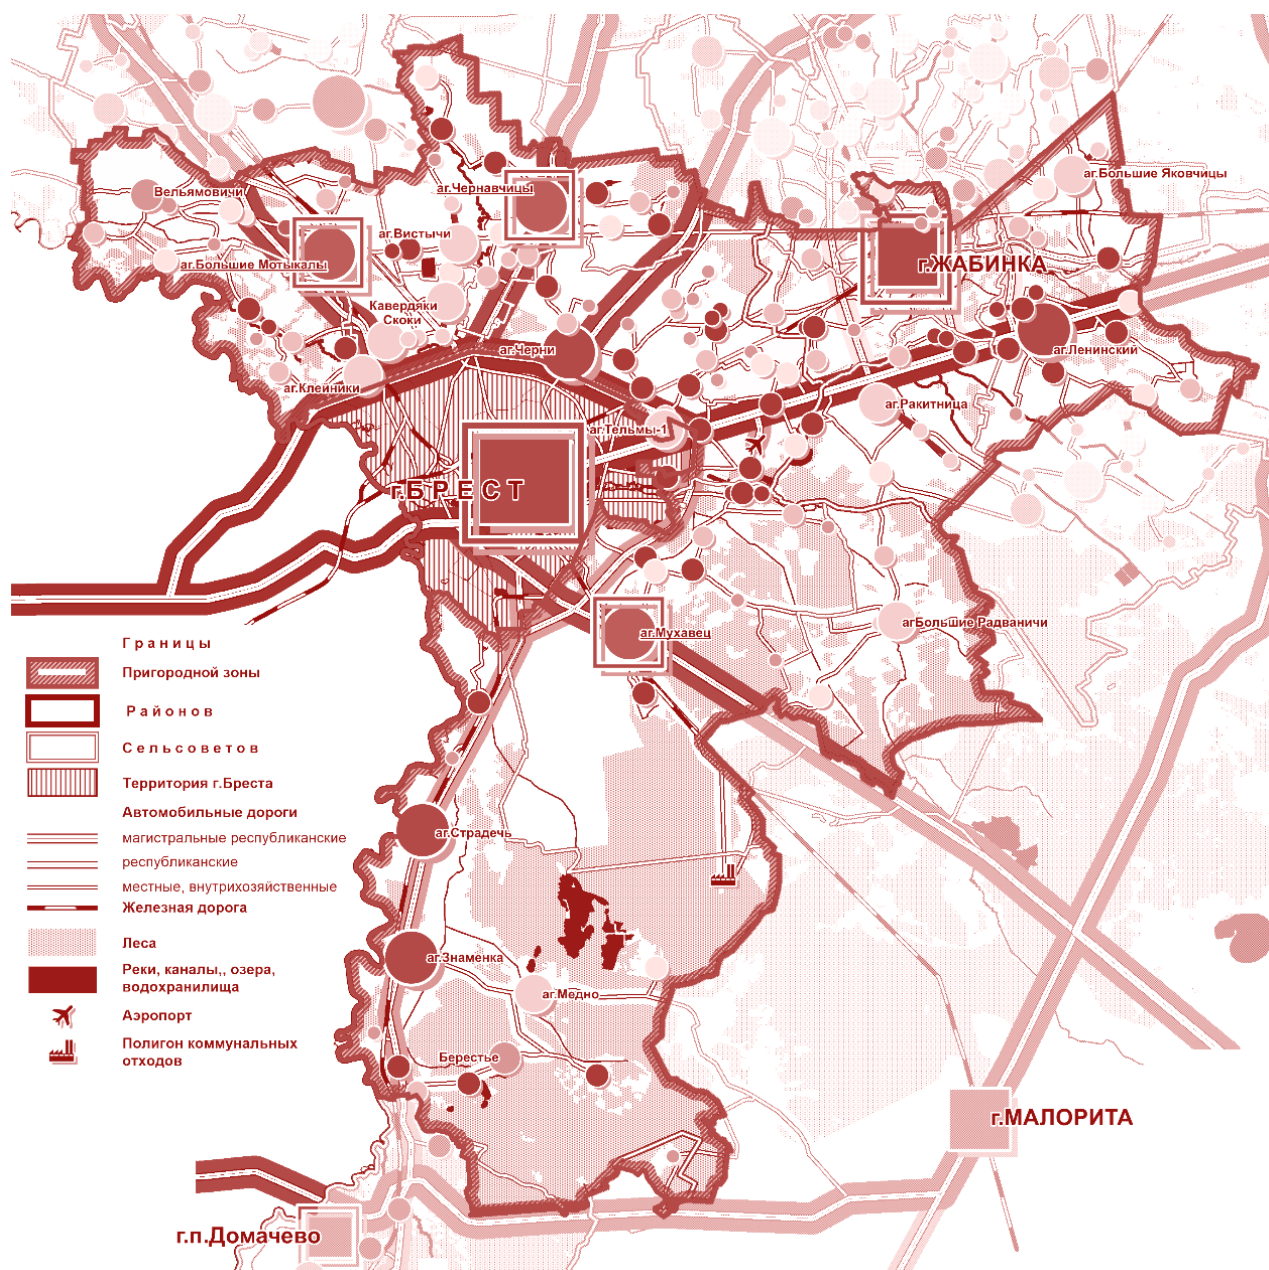 аг.Большие Яковчицы
Вельямовичи
аг.Чернавчицы
аг.Вистычи
аг.Большие Мотыкалы
г.ЖАБИНКА
Кавердяки
Скоки
аг.Черни
аг.Ленинский
аг.Клейники
аг.Ракитница
аг.Тельмы-1
г.БРЕСТ
агБольшие Радваничи
аг.Мухавец
Границы
Пригородной зоны
Районов
Сельсоветов
Территория г.Бреста
Автомобильные дороги
магистральные республиканские
республиканские
местные, внутрихозяйственные
Железная дорога
Леса
Реки, каналы,, озера,
водохранилища
Аэропорт
Полигон коммунальных
отходов
аг.Страдечь
аг.Знаменка
аг.Медно
Берестье
г.МАЛОРИТА
г.п.Домачево